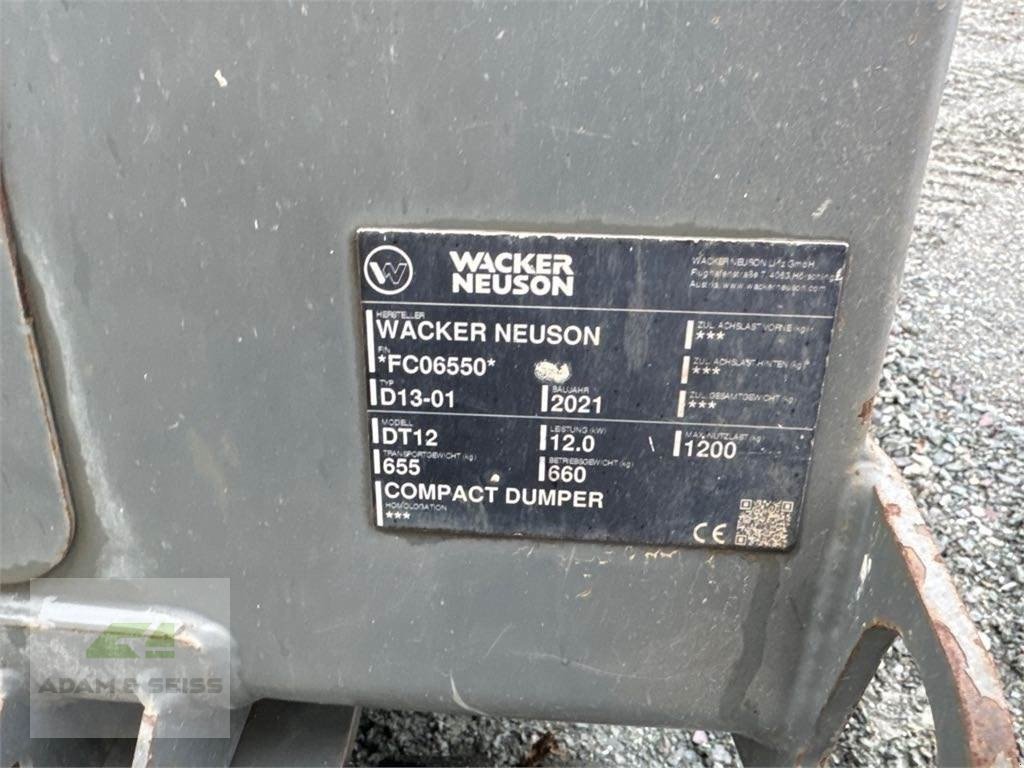 WACKER
NEUSON
WACKER NEUSON Linz GmbH
Flughafenstraße 7, 4063 Hörsching
Austria, www.wackerneuson.com
HERSTELLER
WACKER NEUSON
FIN
*FC06550*
TYP
D13-01
BAUJAHR
2021
ZUL. ACHSLAST VORNE (kg)
***
ZUL. ACHSLAST HINTEN (kg)
***
ZUL. GESAMTGEWICHT (kg)
***
MODELL
DT12
LEISTUNG (kW)
12.0
MAX. NUTZLAST (kg)
1200
TRANSPORTGEWICHT (kg)
655
BETRIEBSGEWICHT (kg)
660
COMPACT DUMPER
HOMOLOGATION
***
CE
ADAM & SEISS